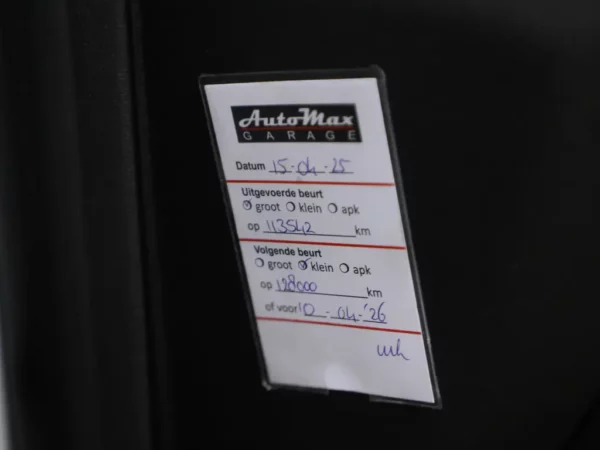 AutoMax
GARAGE
Datum 15-04-25
Uitgevoerde beurt
groot klein apk
op 113542 km
Volgende beurt
groot klein apk
op 128000 km
of voor 10-04-'26